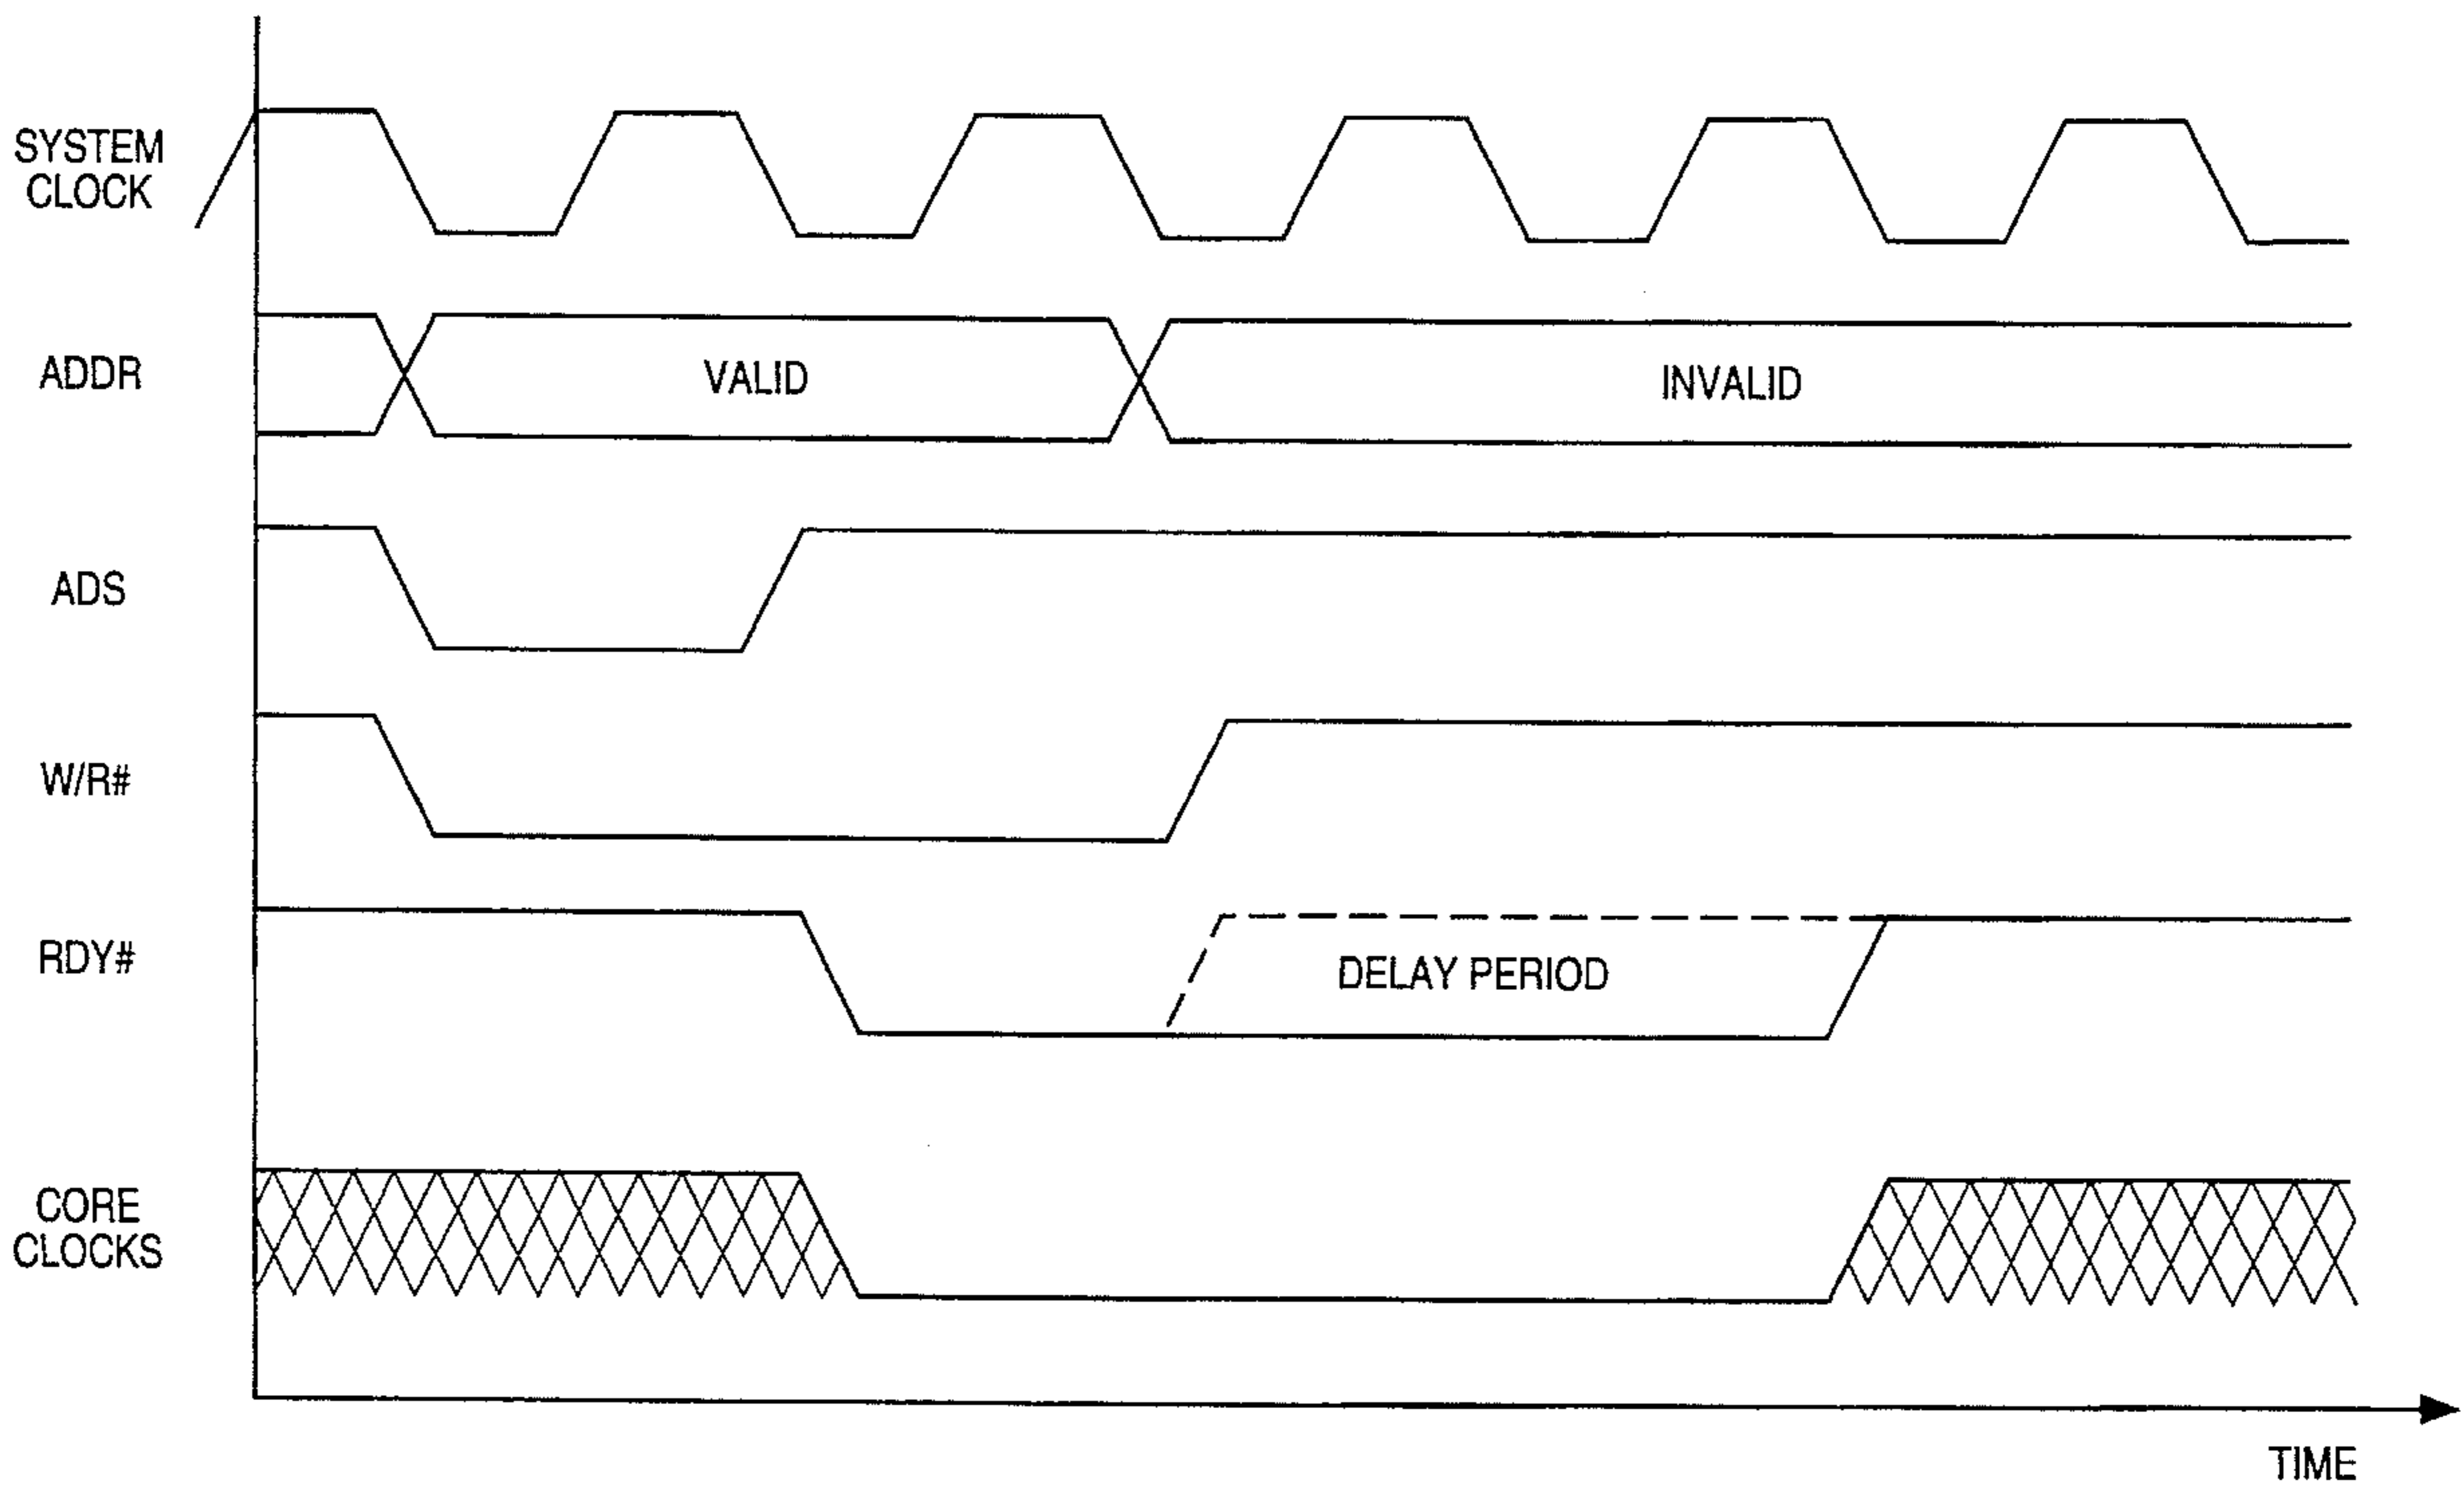 SYSTEM
CLOCK
ADDR
VALID
INVALID
ADS
W/R#
RDY#
DELAY PERIOD
CORE
CLOCKS
TIME